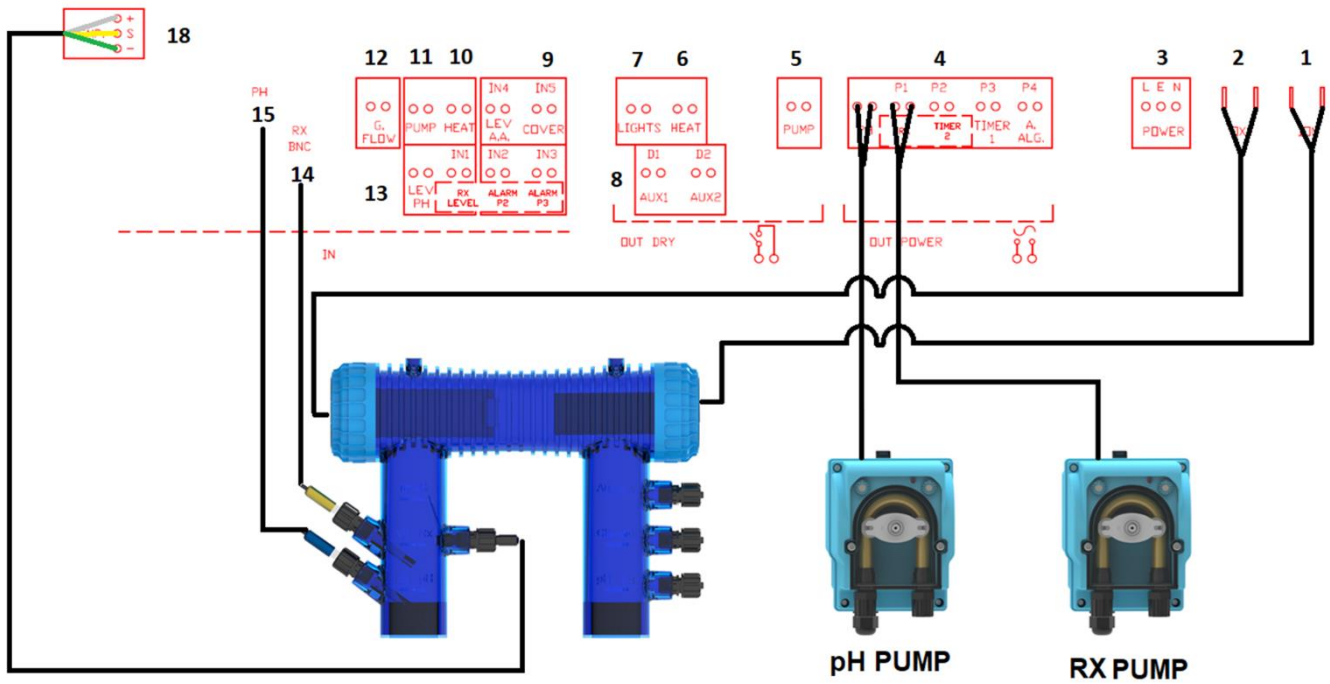 +
S
-
18
12
11
10
9
7
6
5
4
3
2
1
G.
FLOW
PUMP
HEAT
IN4
LEV
A.A.
IN5
COVER
LIGHTS
HEAT
PUMP
P1
P2
TIMER
2
P3
TIMER
1
P4
A.
ALG.
L E N
POWER
PH
15
RX
BNC
14
13
LEV
PH
IN1
RX
LEVEL
IN2
ALARM
P2
IN3
ALARM
P3
8
D1
AUX1
D2
AUX2
IN
OUT DRY
OUT POWER
pH PUMP
RX PUMP